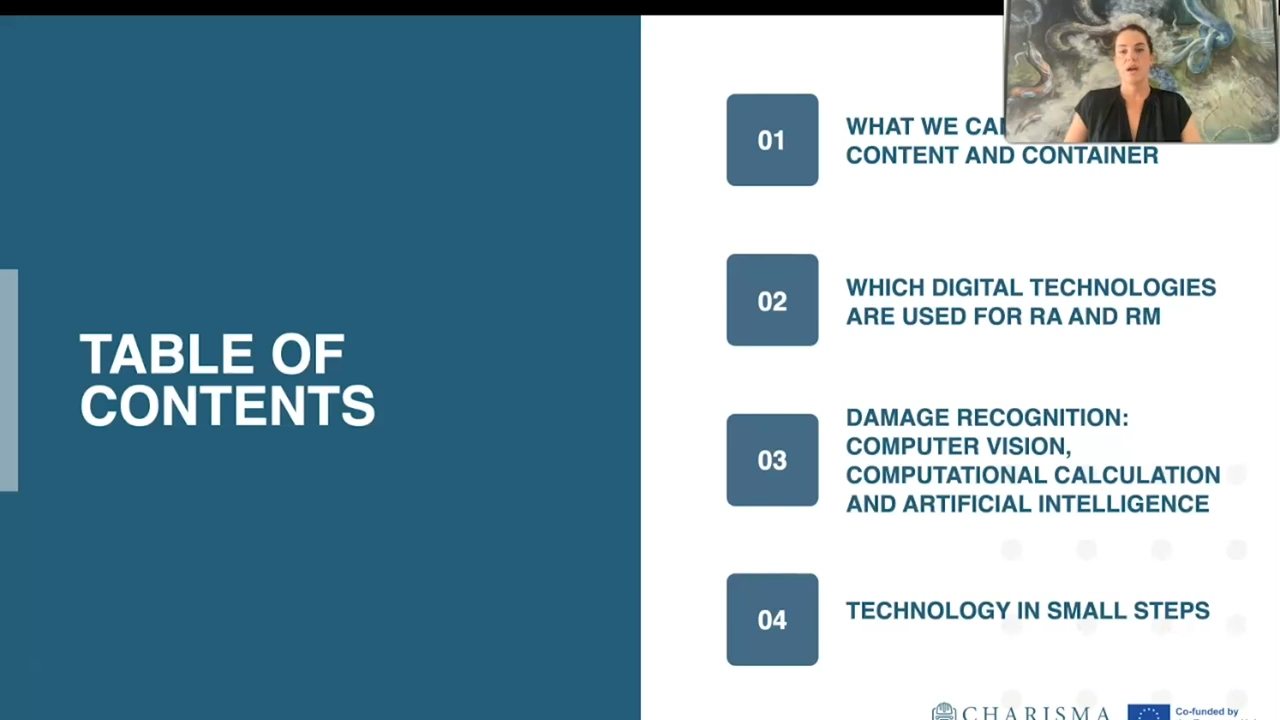 TABLE OF
CONTENTS
01
WHAT WE
CONTENT AND CONTAINER
02
WHICH DIGITAL TECHNOLOGIES
ARE USED FOR RA AND RM
03
DAMAGE RECOGNITION:
COMPUTER VISION,
COMPUTATIONAL CALCULATION
AND ARTIFICIAL INTELLIGENCE
04
TECHNOLOGY IN SMALL STEPS
CHARISMA
Co-funded by